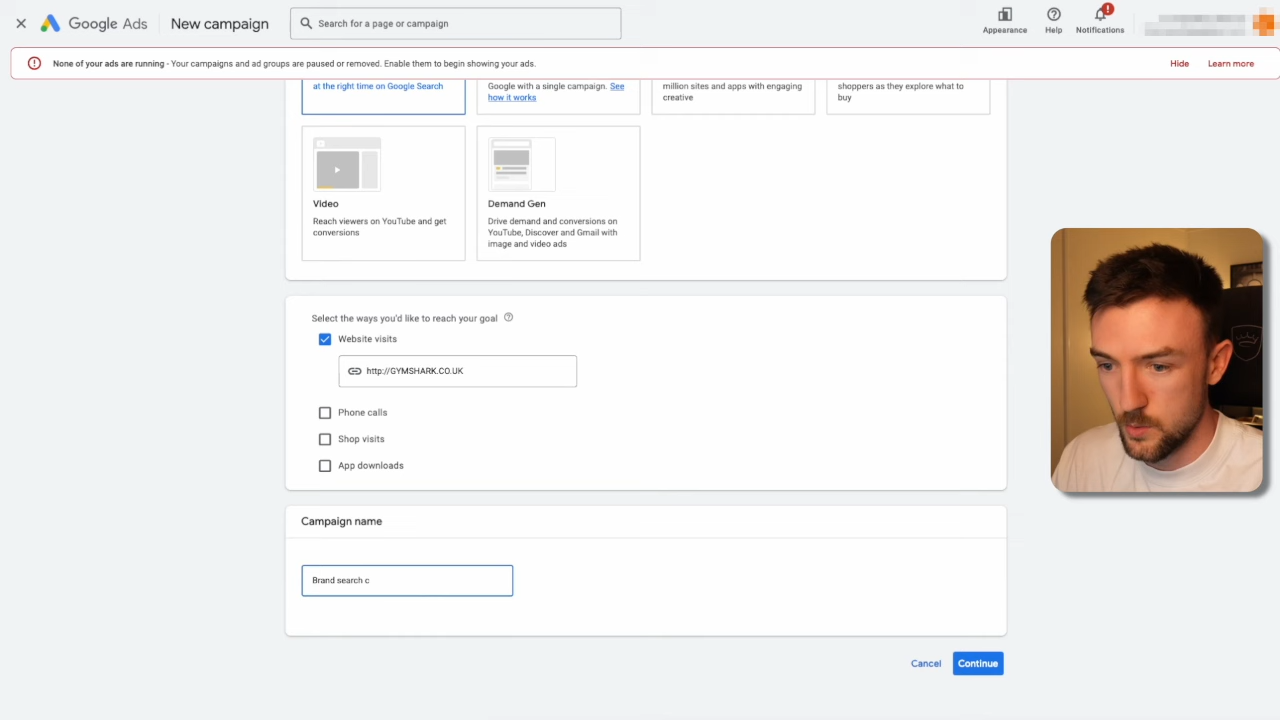 Google Ads
New campaign
Search for a page or campaign
Appearance
Help
Notifications
None of your ads are running - Your campaigns and ad groups are paused or removed. Enable them to begin showing your ads.
Hide
Learn more
at the right time on Google Search
Google with a single campaign. See
how it works
million sites and apps with engaging
creative
shoppers as they explore what to
buy
Video
Reach viewers on YouTube and get
conversions
Demand Gen
Drive demand and conversions on
YouTube, Discover and Gmail with
image and video ads
Select the ways you'd like to reach your goal
Website visits
http://GYMSHARK.CO.UK
Phone calls
Shop visits
App downloads
Campaign name
Brand search c
Cancel
Continue